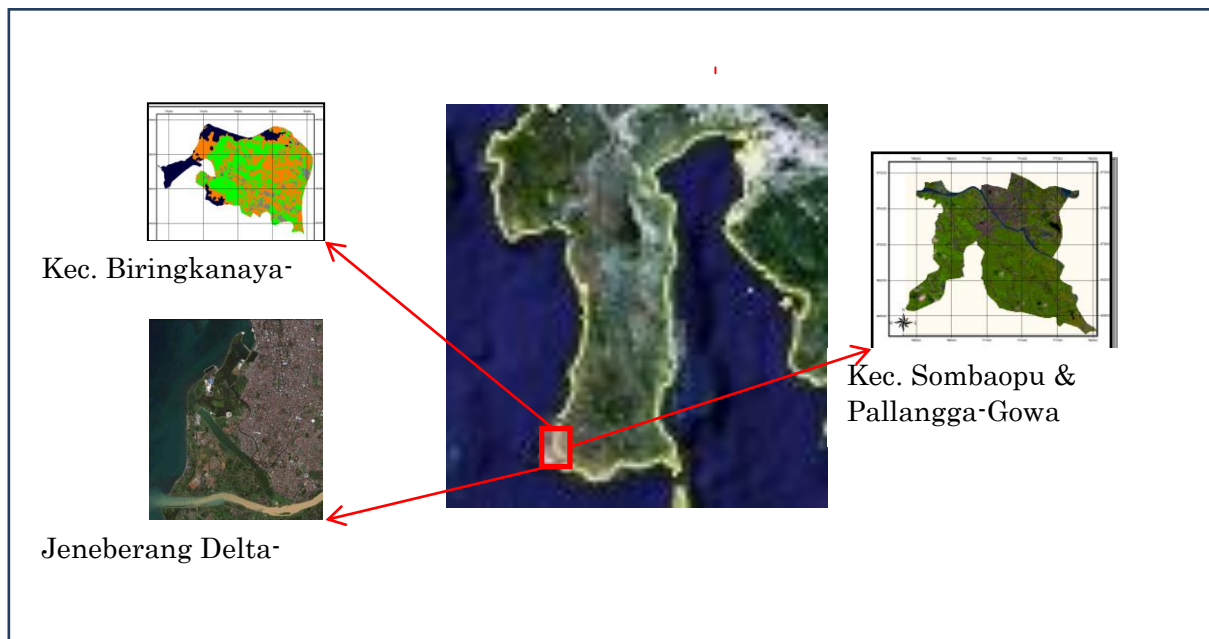 Kec. Biringkanaya-
Jeneberang Delta-
Kec. Sombaopu &
Pallangga-Gowa